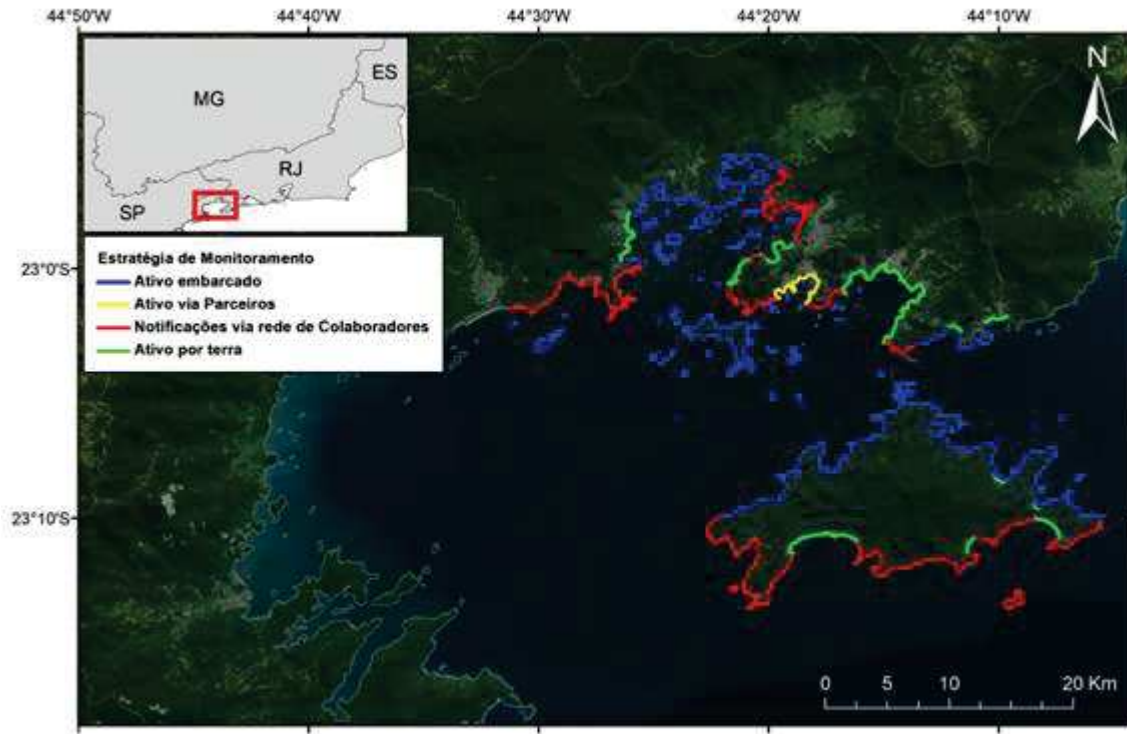 44°50'W 44°40'W 44°30'W 44°20'W 44°10'W
N
ES
MG
RJ
SP
Estratégia de Monitoramento
Ativo embarcado
Ativo via Parceiros
Notificações via rede de Colaboradores
Ativo por terra
23°0'S
23°10'S
0 5 10 20 Km